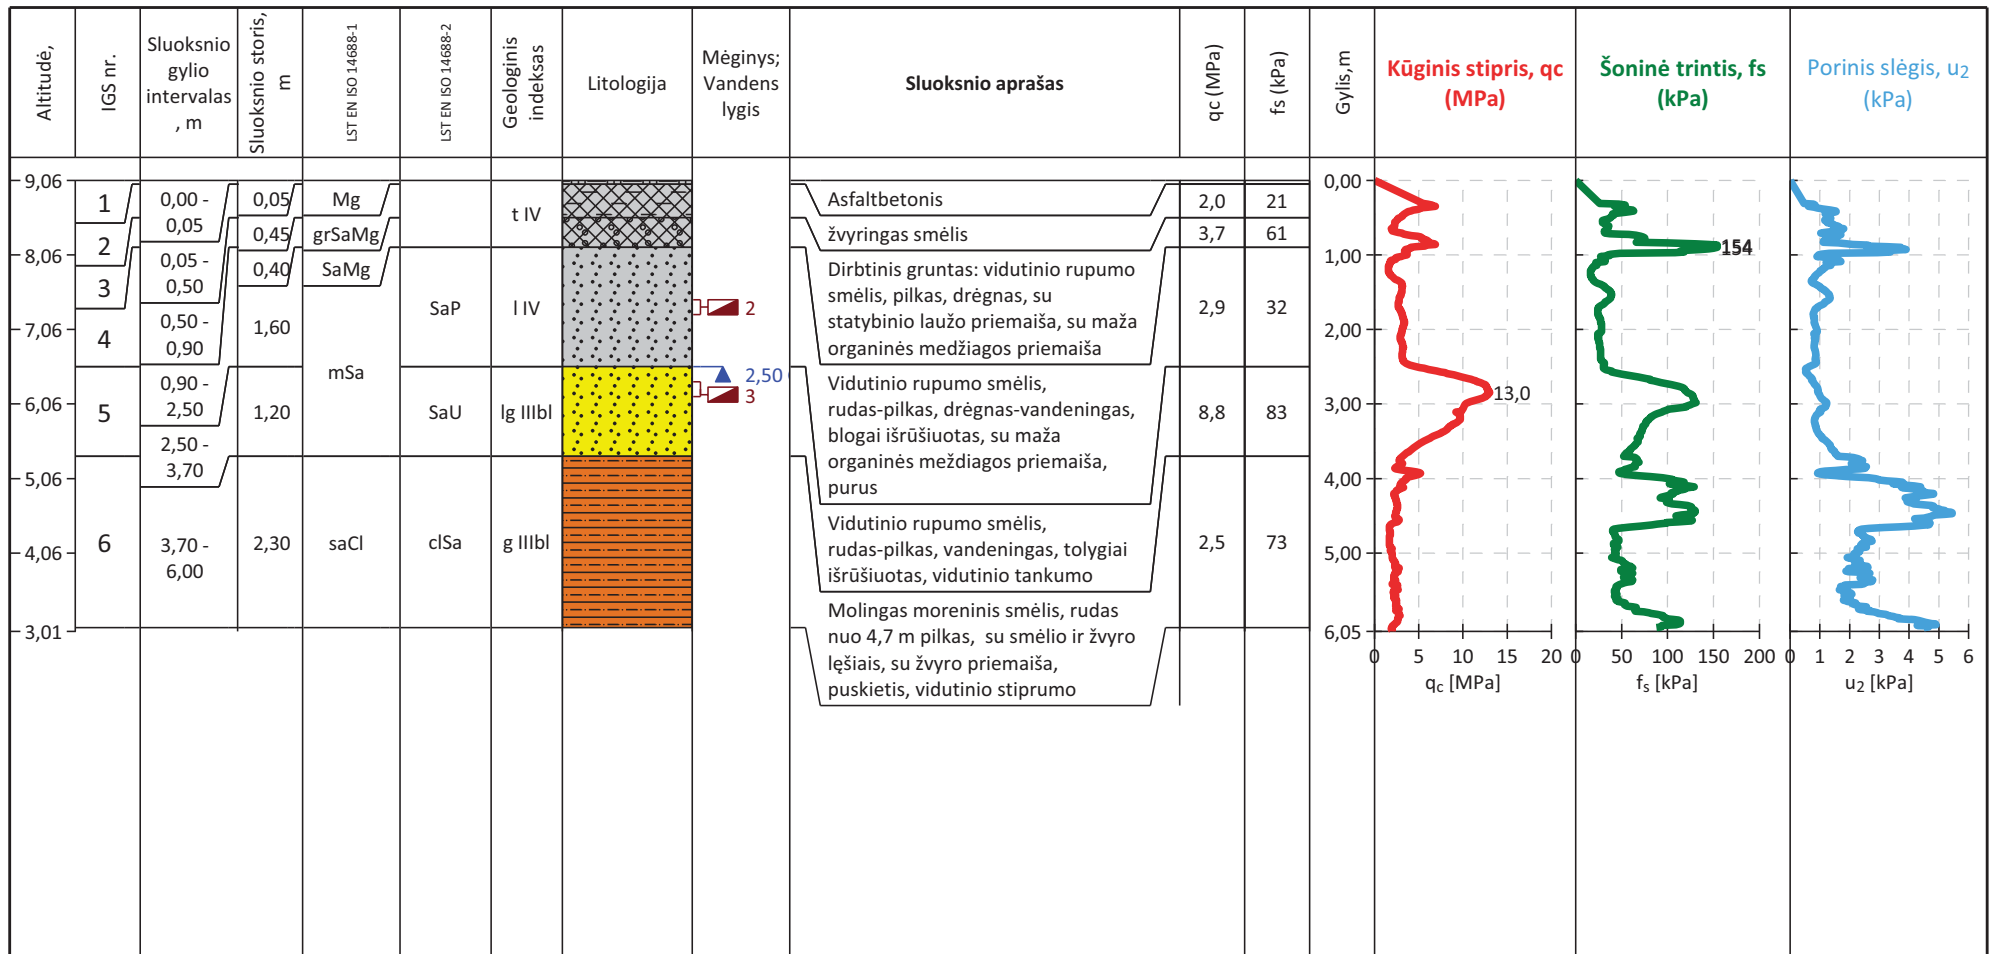 Altitudė,
IGS nr.
Sluoksnio
gylio
intervalas
, m
Sluoksnio storis,
m
LST EN ISO 14688-1
LST EN ISO 14688-2
Geologinis
indeksas
Litologija
Mėginys;
Vandens
lygis
Sluoksnio aprašas
qc (MPa)
fs (kPa)
Gylis,m
Kūginis stipris, qc
(MPa)
Šoninė trintis, fs
(kPa)
Porinis slėgis, u2
(kPa)
9,06
8,06
7,06
6,06
5,06
4,06
3,01
1
2
3
4
5
6
0,00 -
0,05
0,05 -
0,50
0,50 -
0,90
0,90 -
2,50
2,50 -
3,70
3,70 -
6,00
0,05
0,45
0,40
1,60
1,20
2,30
Mg
grSaMg
SaMg
mSa
saCl
SaP
SaU
clSa
t IV
l IV
lg IIIbl
g IIIbl
2
2,50
3
Asfaltbetonis
žvyringas smėlis
Dirbtinis gruntas: vidutinio rupumo
smėlis, pilkas, drėgnas, su
statybinio laužo priemaiša, su maža
organinės medžiagos priemaiša
Vidutinio rupumo smėlis,
rudas-pilkas, drėgnas-vandeningas,
blogai išrūšiuotas, su maža
organinės meždiagos priemaiša,
purus
Vidutinio rupumo smėlis,
rudas-pilkas, vandeningas, tolygiai
išrūšiuotas, vidutinio tankumo
Molingas moreninis smėlis, rudas
nuo 4,7 m pilkas, su smėlio ir žvyro
lęšiais, su žvyro priemaiša,
puskietis, vidutinio stiprumo
2,0
3,7
2,9
8,8
2,5
21
61
32
83
73
0,00
1,00
2,00
3,00
4,00
5,00
6,05
13,0
0 5 10 15 20
qc [MPa]
154
0 50 100 150 200
fs [kPa]
0 1 2 3 4 5 6
u2 [kPa]